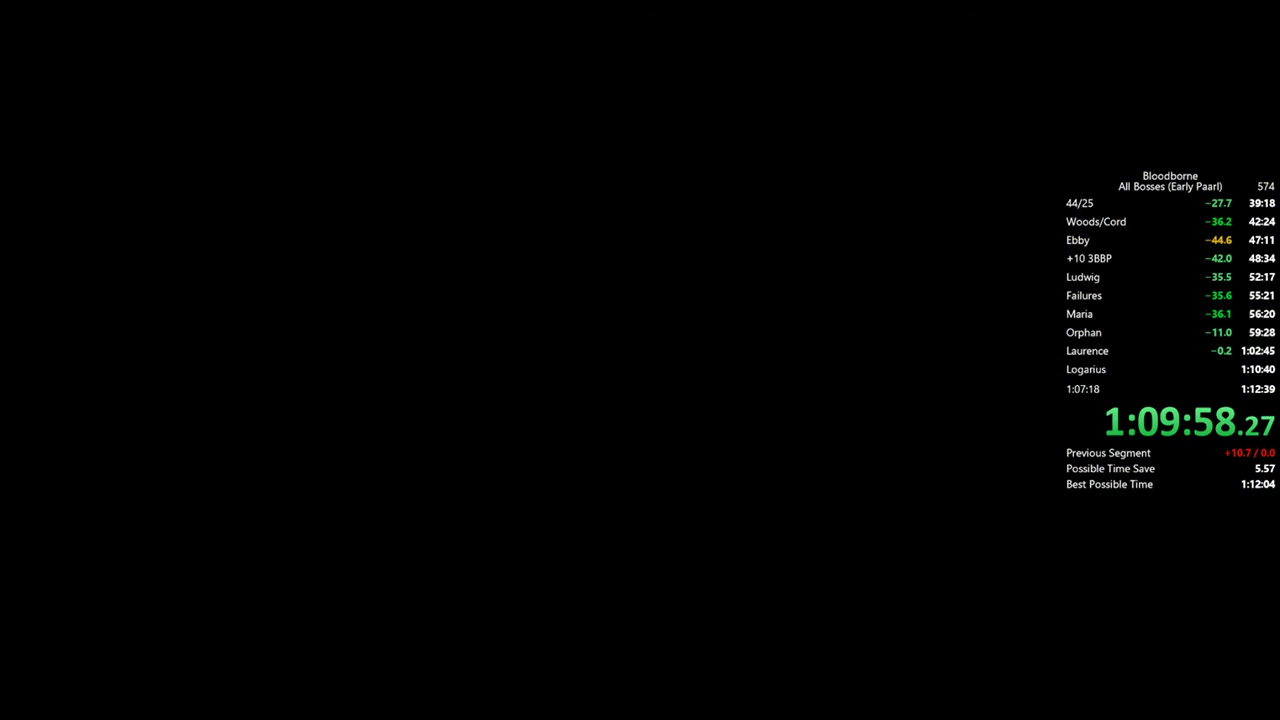 Bloodborne
All Bosses (Early Paarl) 574
44/25 -27.7 39:18
Woods/Cord -36.2 42:24
Ebby -44.6 47:11
+10 3BBP -42.0 48:34
Ludwig -35.5 52:17
Failures -35.6 55:21
Maria -36.1 56:20
Orphan -11.0 59:28
Laurence -0.2 1:02:45
Logarius 1:10:40
1:07:18 1:12:39
1:09:58.27
Previous Segment +10.7 / 0.0
Possible Time Save 5.57
Best Possible Time 1:12:04